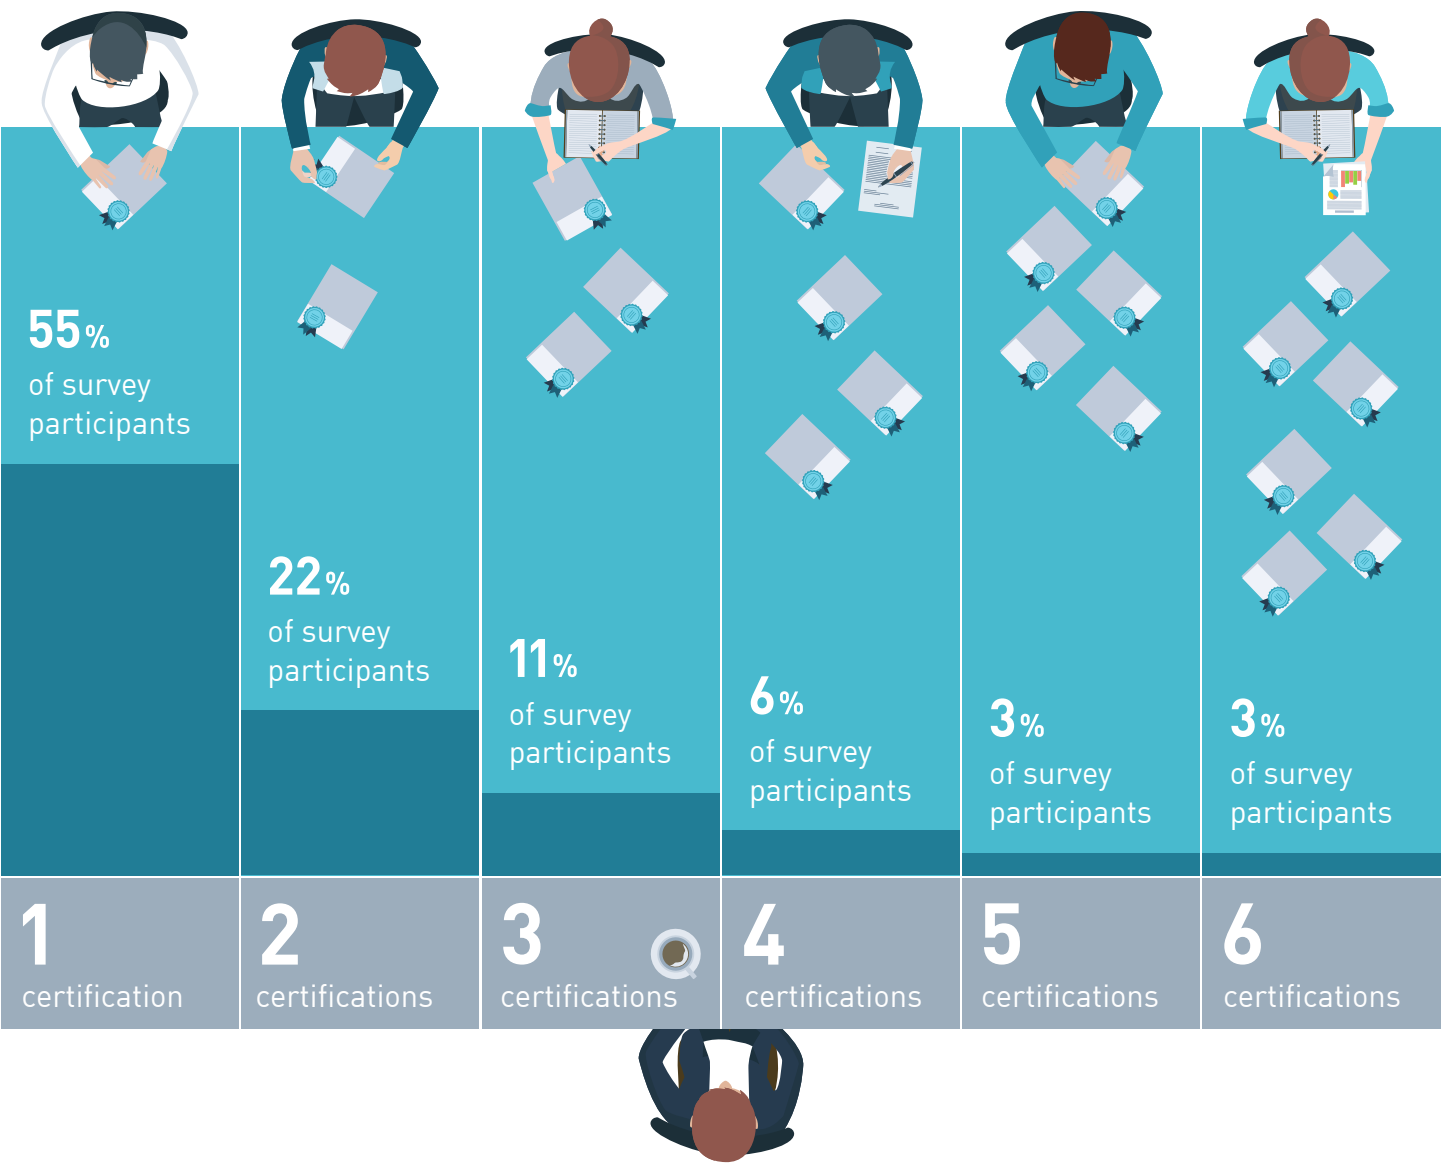 55%
of survey
participants
22%
of survey
participants
11%
of survey
participants
6%
of survey
participants
3%
of survey
participants
3%
of survey
participants
1
certification
2
certifications
3
certifications
4
certifications
5
certifications
6
certifications